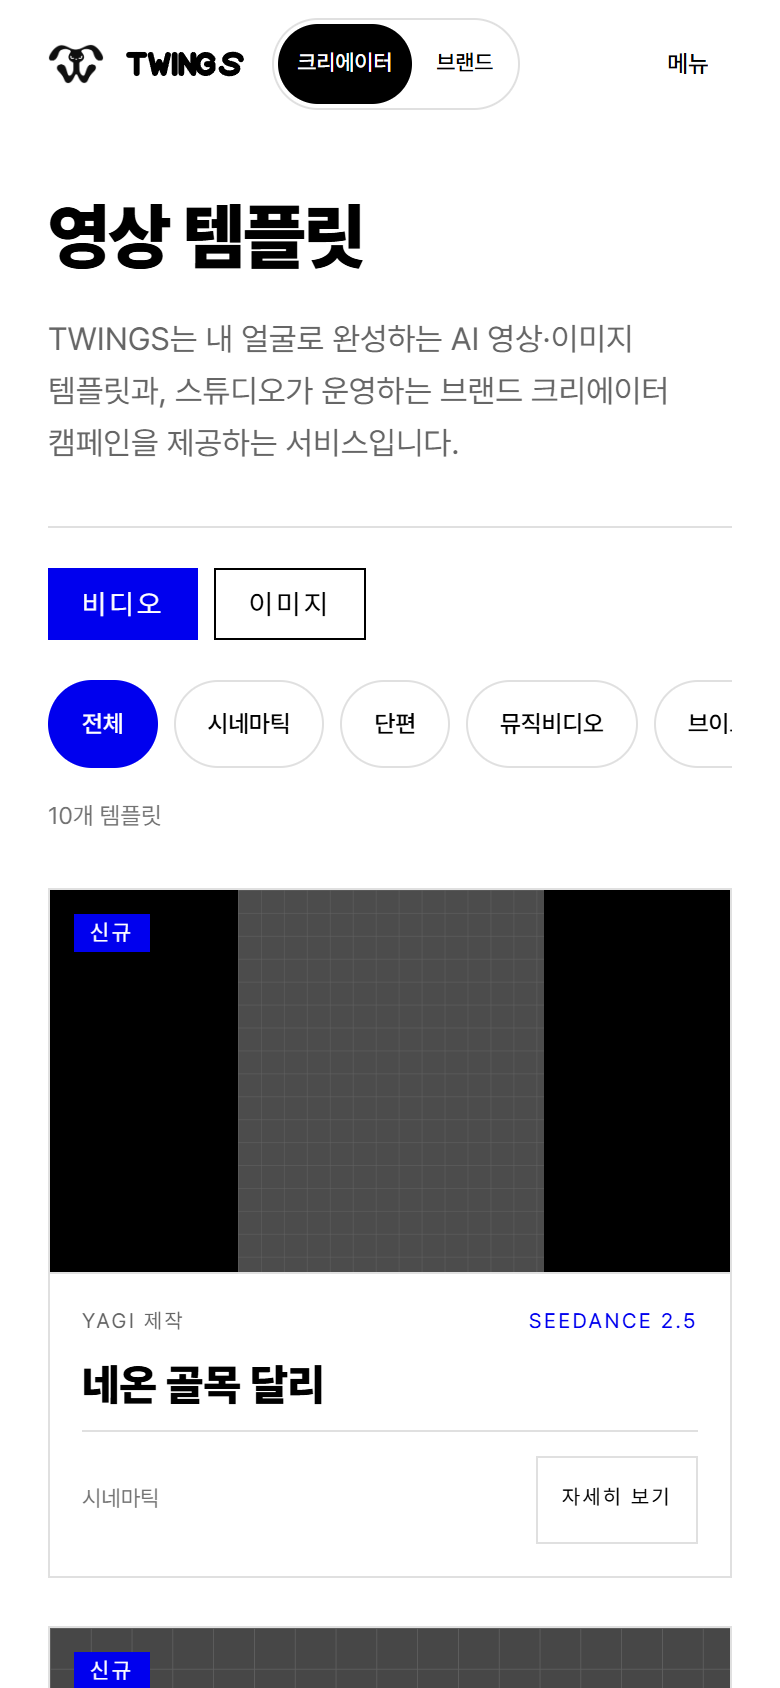 TWINGS
크리에이터
브랜드
메뉴
영상 템플릿
TWINGS는 내 얼굴로 완성하는 AI 영상·이미지
템플릿과, 스튜디오가 운영하는 브랜드 크리에이터
캠페인을 제공하는 서비스입니다.
비디오
이미지
전체
시네마틱
단편
뮤직비디오
10개 템플릿
신규
YAGI 제작
SEEDANCE 2.5
네온 골목 달리
시네마틱
자세히 보기
신규